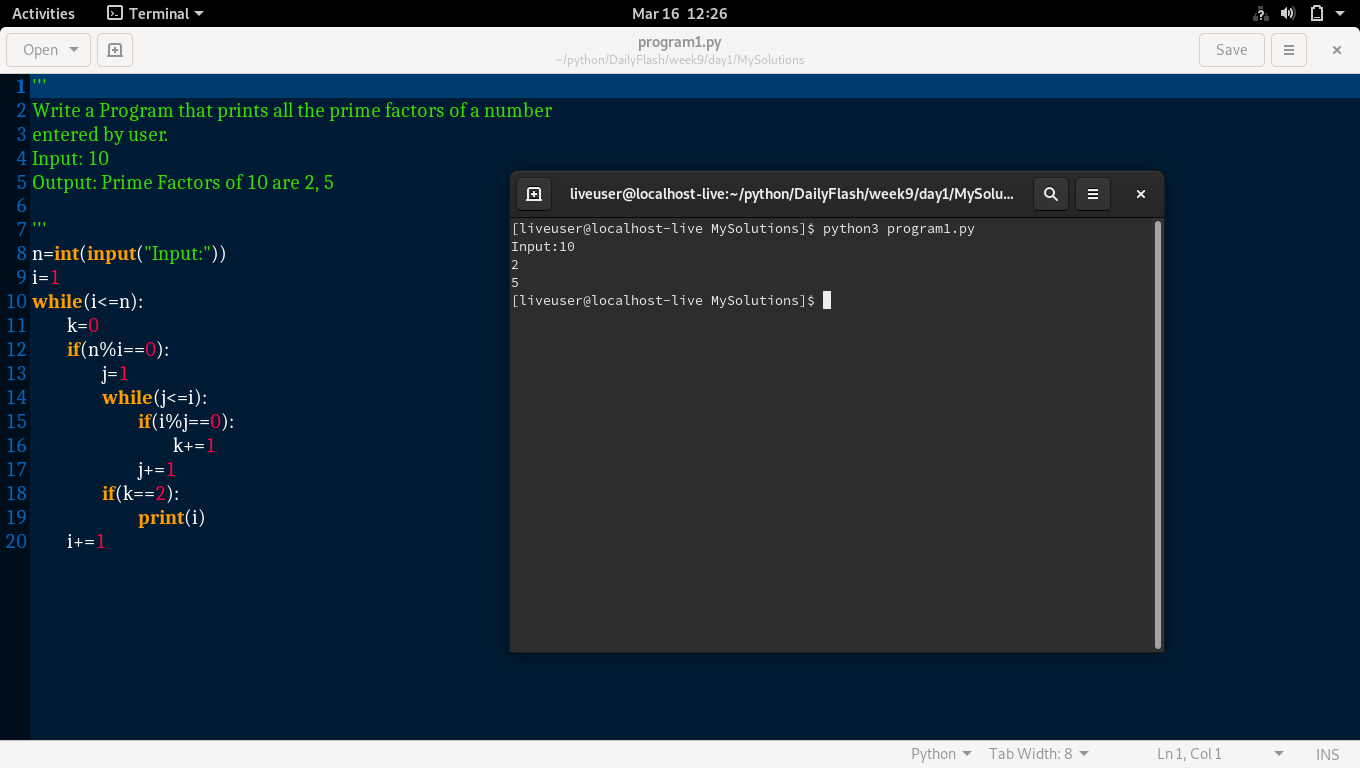 Activities Terminal Mar 16 12:26
Open program1.py Save
~/python/DailyFlash/week9/day1/MySolutions
1 '''
2 Write a Program that prints all the prime factors of a number
3 entered by user.
4 Input: 10
5 Output: Prime Factors of 10 are 2, 5
6
7 '''
8 n=int(input("Input:"))
9 i=1
10 while(i<=n):
11 k=0
12 if(n%i==0):
13 j=1
14 while(j<=i):
15 if(i%j==0):
16 k+=1
17 j+=1
18 if(k==2):
19 print(i)
20 i+=1
liveuser@localhost-live:~/python/DailyFlash/week9/day1/MySolu...
[liveuser@localhost-live MySolutions]$ python3 program1.py
Input:10
2
5
[liveuser@localhost-live MySolutions]$
Python Tab Width: 8 Ln 1, Col 1 INS